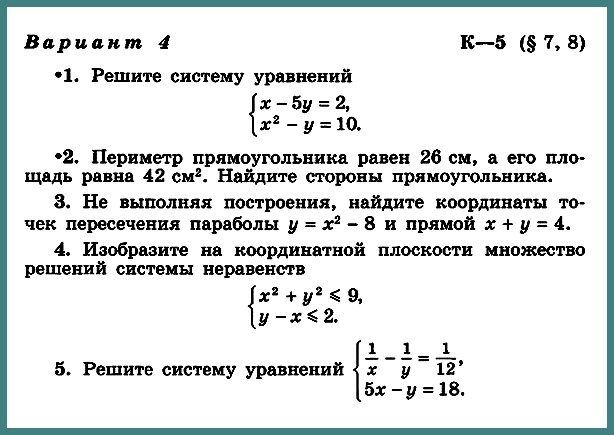 Вариант 4 К—5 (§ 7, 8)
•1. Решите систему уравнений
{x – 5y = 2,
x² – y = 10.
•2. Периметр прямоугольника равен 26 см, а его пло-
щадь равна 42 см². Найдите стороны прямоугольника.
3. Не выполняя построения, найдите координаты то-
чек пересечения параболы y = x² – 8 и прямой x + y = 4.
4. Изобразите на координатной плоскости множество
решений системы неравенств
{x² + y² ⩽ 9,
y – x ⩽ 2.
5. Решите систему уравнений {1/x – 1/y = 1/12,
5x – y = 18.